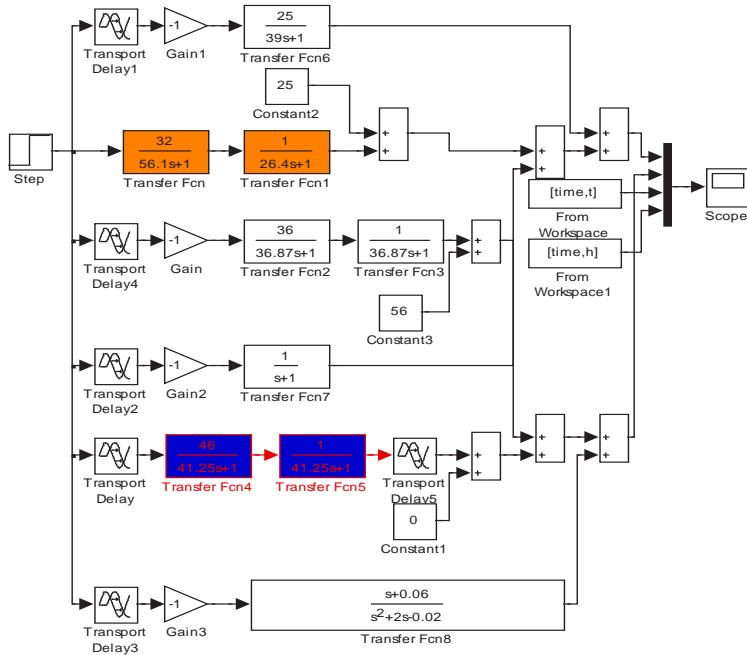 -1
25
39s+1
Transport
Delay1
Gain1
Transfer Fcn6
25
Constant2
+
+
+
+
Step
32
56.1s+1
Transfer Fcn
1
26.4s+1
Transfer Fcn1
+
+
[time,t]
From
Workspace
Scope
[time,h]
From
Workspace1
-1
36
36.87s+1
1
36.87s+1
+
+
Transport
Delay4
Gain
Transfer Fcn2
Transfer Fcn3
56
Constant3
-1
1
s+1
Transport
Delay2
Gain2
Transfer Fcn7
46
41.25s+1
1
41.25s+1
+
+
+
+
+
+
Transport
Delay
Transfer Fcn4
Transfer Fcn5
Transport
Delay5
0
Constant1
-1
s+0.06
s2+2s-0.02
Transport
Delay3
Gain3
Transfer Fcn8